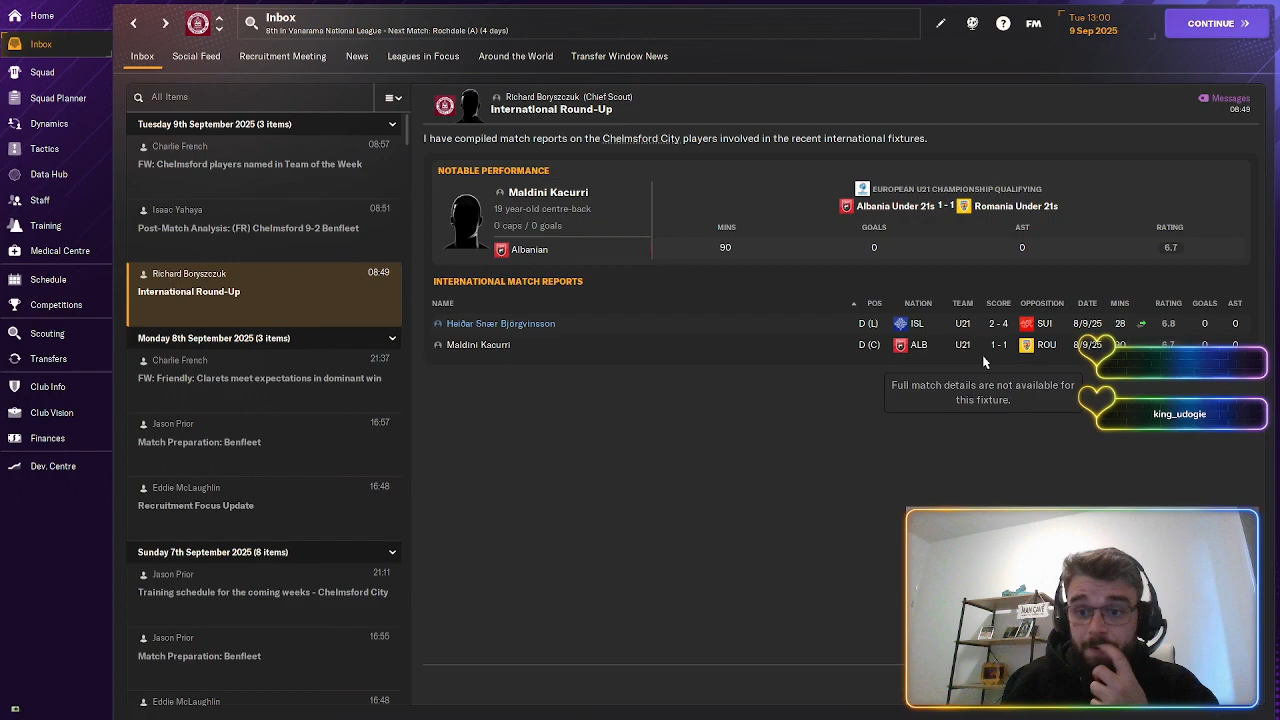 Home
Inbox
Squad
Squad Planner
Dynamics
Tactics
Data Hub
Staff
Training
Medical Centre
Schedule
Competitions
Scouting
Transfers
Club Info
Club Vision
Finances
Dev. Centre
Inbox
8th in Vanarama National League - Next Match: Rochdale (A) (4 days)
FM
Tue 13:00
9 Sep 2025
CONTINUE
Inbox Social Feed Recruitment Meeting News Leagues in Focus Around the World Transfer Window News
All Items
Tuesday 9th September 2025 (3 items)
Charlie French 08:57
FW: Chelmsford players named in Team of the Week
Isaac Yahaya 08:51
Post-Match Analysis: (FR) Chelmsford 9-2 Benfleet
Richard Boryszczuk 08:49
International Round-Up
Monday 8th September 2025 (3 items)
Charlie French 21:37
FW: Friendly: Clarets meet expectations in dominant win
Jason Prior 16:57
Match Preparation: Benfleet
Eddie McLaughlin 16:48
Recruitment Focus Update
Sunday 7th September 2025 (8 items)
Jason Prior 21:11
Training schedule for the coming weeks - Chelmsford City
Jason Prior 16:55
Match Preparation: Benfleet
Eddie McLaughlin 16:48
Richard Boryszczuk (Chief Scout)
International Round-Up
Messages
08:49
I have compiled match reports on the Chelmsford City players involved in the recent international fixtures.
NOTABLE PERFORMANCE
Maldini Kacurri
19 year-old centre-back
0 caps / 0 goals
Albanian
EUROPEAN U21 CHAMPIONSHIP QUALIFYING
Albania Under 21s 1 - 1 Romania Under 21s
MINS GOALS AST RATING
90 0 0 6.7
INTERNATIONAL MATCH REPORTS
NAME POS NATION TEAM SCORE OPPOSITION DATE MINS RATING GOALS AST
Heiðar Snær Björgvinsson D (L) ISL U21 2 - 4 SUI 8/9/25 28 6.8 0 0
Maldini Kacurri D (C) ALB U21 1 - 1 ROU 8/9/25 90 6.7 0 0
Full match details are not available for
this fixture.
king_udogie
MAN CAVE